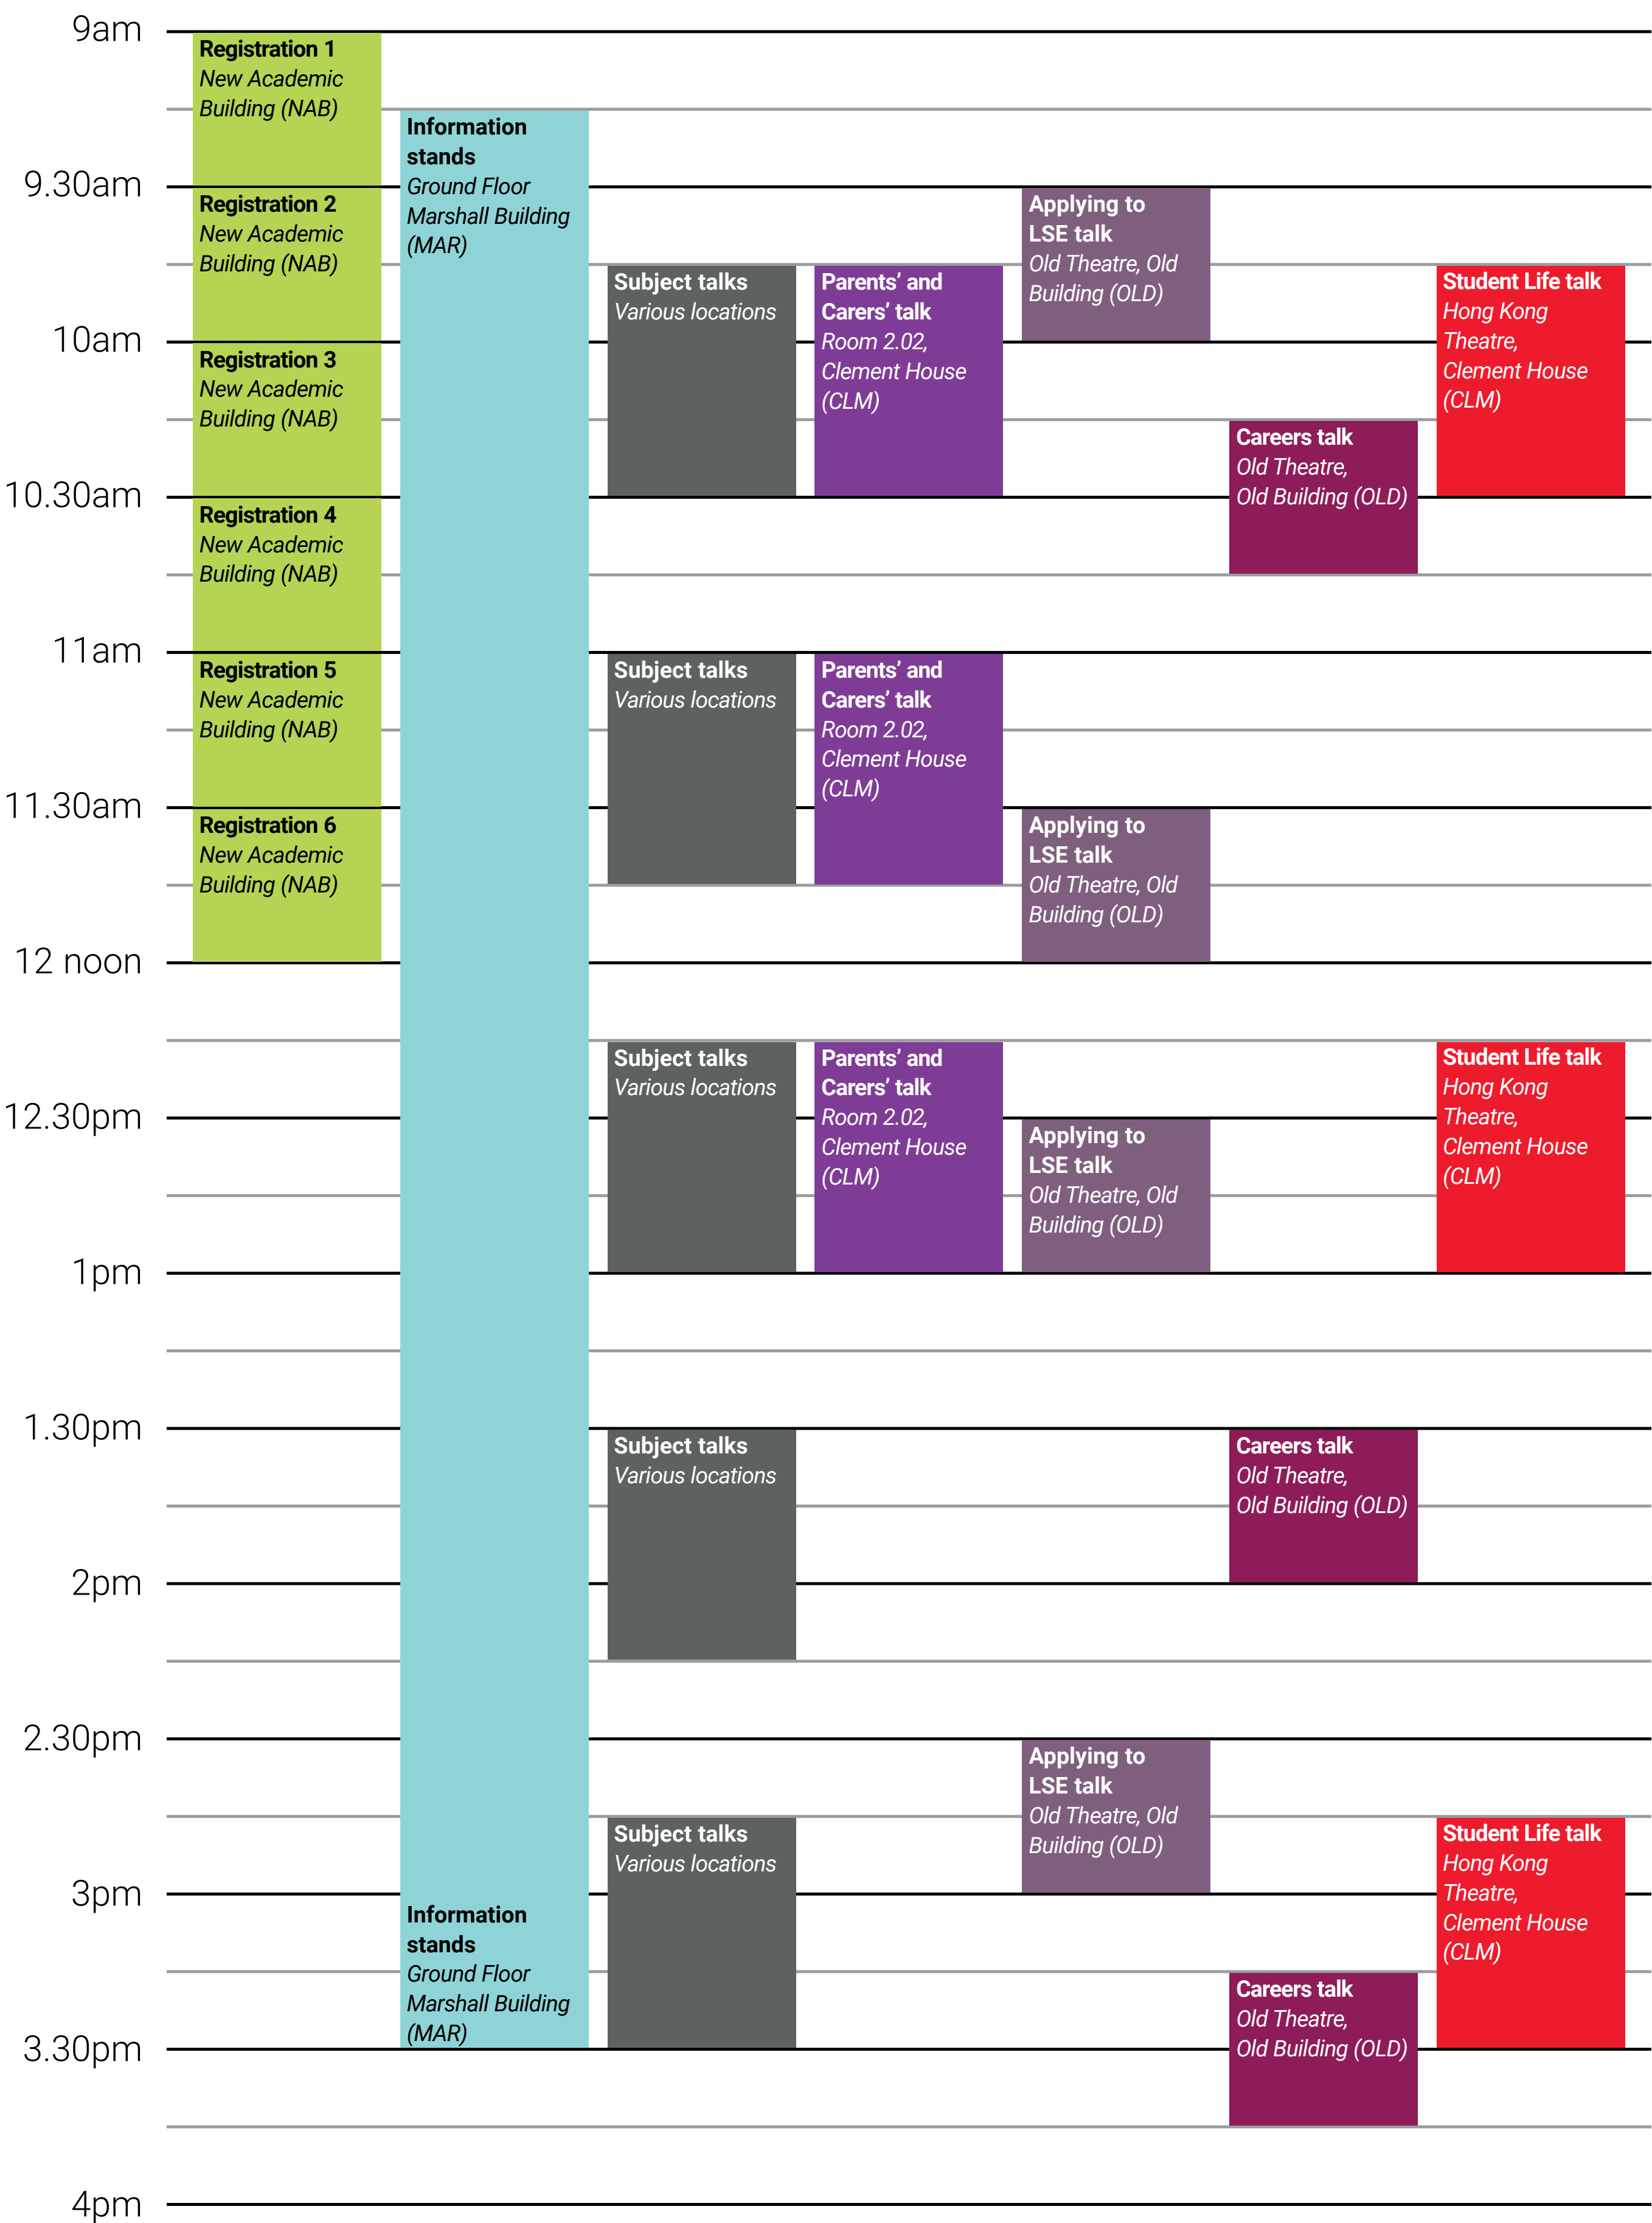 9am
Registration 1
New Academic
Building (NAB)
Information
stands
Ground Floor
Marshall Building
(MAR)
9.30am
Registration 2
New Academic
Building (NAB)
Applying to
LSE talk
Old Theatre, Old
Building (OLD)
Subject talks
Various locations
Parents’ and
Carers’ talk
Room 2.02,
Clement House
(CLM)
Student Life talk
Hong Kong
Theatre,
Clement House
(CLM)
10am
Registration 3
New Academic
Building (NAB)
Careers talk
Old Theatre,
Old Building (OLD)
10.30am
Registration 4
New Academic
Building (NAB)
11am
Registration 5
New Academic
Building (NAB)
Subject talks
Various locations
Parents’ and
Carers’ talk
Room 2.02,
Clement House
(CLM)
11.30am
Registration 6
New Academic
Building (NAB)
Applying to
LSE talk
Old Theatre, Old
Building (OLD)
12 noon
Subject talks
Various locations
Parents’ and
Carers’ talk
Room 2.02,
Clement House
(CLM)
Student Life talk
Hong Kong
Theatre,
Clement House
(CLM)
12.30pm
Applying to
LSE talk
Old Theatre, Old
Building (OLD)
1pm
1.30pm
Subject talks
Various locations
Careers talk
Old Theatre,
Old Building (OLD)
2pm
2.30pm
Applying to
LSE talk
Old Theatre, Old
Building (OLD)
Subject talks
Various locations
Student Life talk
Hong Kong
Theatre,
Clement House
(CLM)
3pm
Information
stands
Ground Floor
Marshall Building
(MAR)
Careers talk
Old Theatre,
Old Building (OLD)
3.30pm
4pm